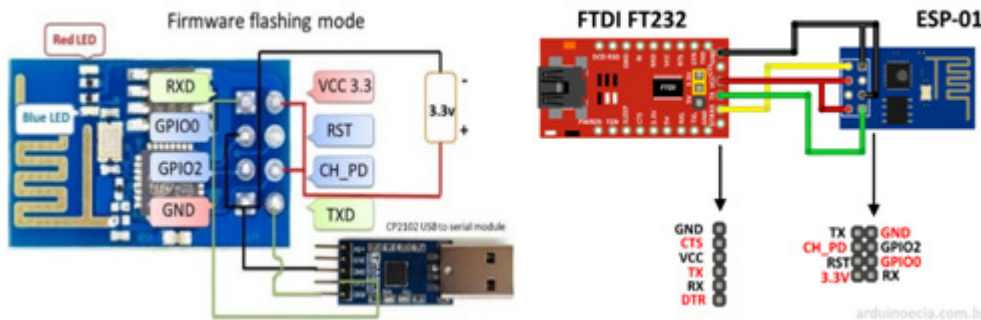 Firmware flashing mode
Red LED
RXD
VCC 3.3
Blue LED
GPIO0
RST
GPIO2
CH_PD
GND
TXD
-
3.3v
+
CP2102 USB to serial module
FTDI FT232
ESP-01
FTDI
GND
CTS
VCC
TX
RX
DTR
TX GND
CH_PD GPIO2
RST GPIO0
3.3V RX
arduinoecia.com.b